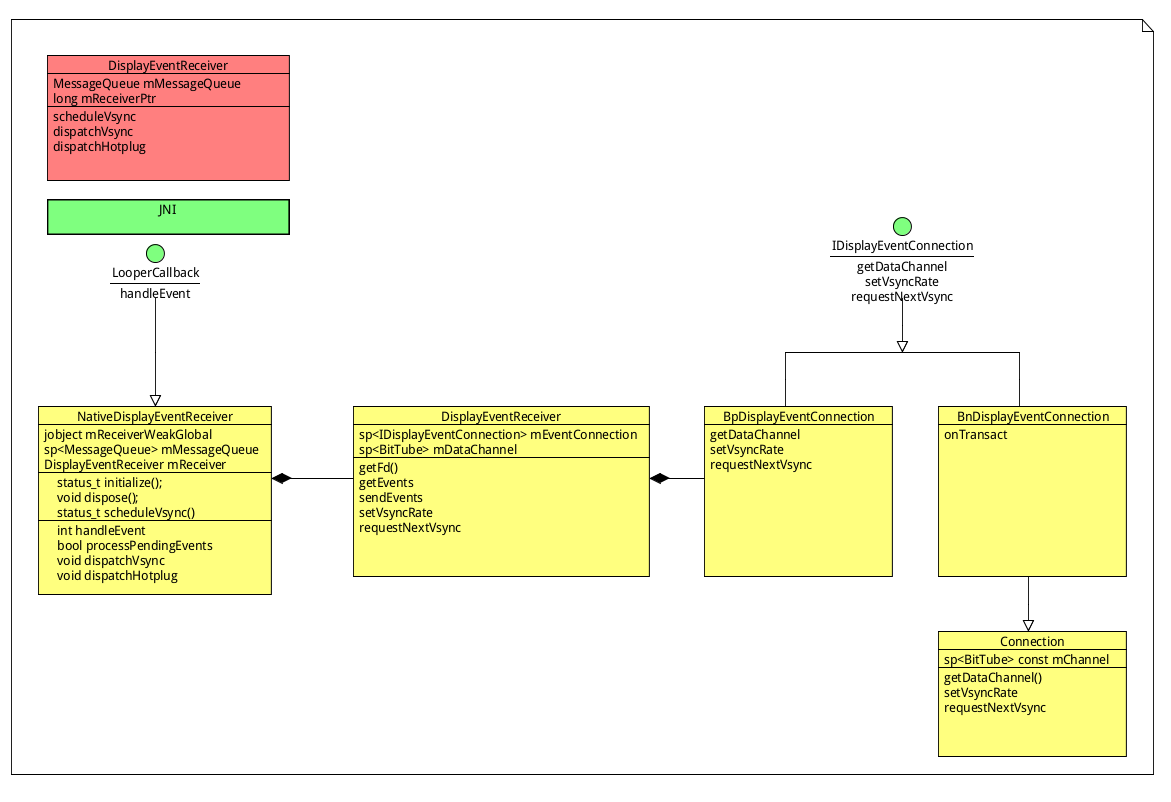 DisplayEventReceiver
MessageQueue mMessageQueue
long mReceiverPtr
scheduleVsync
dispatchVsync
dispatchHotplug
JNI
LooperCallback
handleEvent
IDisplayEventConnection
getDataChannel
setVsyncRate
requestNextVsync
NativeDisplayEventReceiver
jobject mReceiverWeakGlobal
sp<MessageQueue> mMessageQueue
DisplayEventReceiver mReceiver
status_t initialize();
void dispose();
status_t scheduleVsync()
int handleEvent
bool processPendingEvents
void dispatchVsync
void dispatchHotplug
DisplayEventReceiver
sp<IDisplayEventConnection> mEventConnection
sp<BitTube> mDataChannel
getFd()
getEvents
sendEvents
setVsyncRate
requestNextVsync
BpDisplayEventConnection
getDataChannel
setVsyncRate
requestNextVsync
BnDisplayEventConnection
onTransact
Connection
sp<BitTube> const mChannel
getDataChannel()
setVsyncRate
requestNextVsync